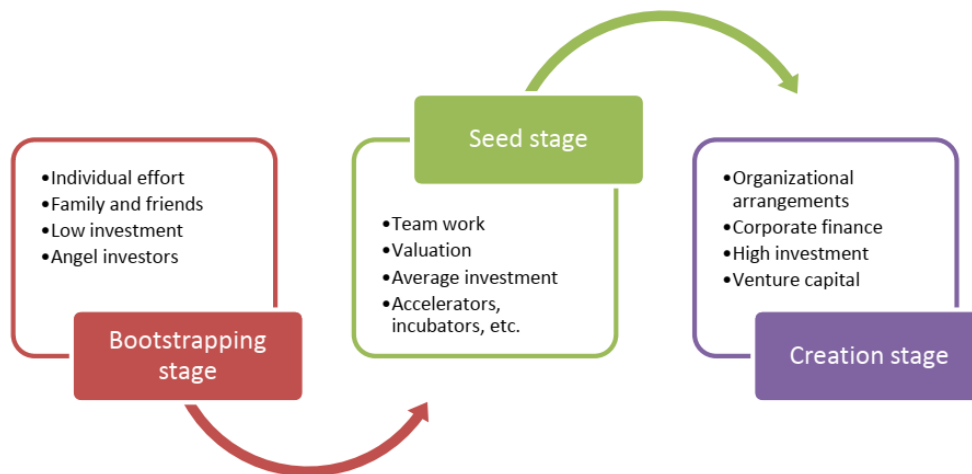 •Individual effort
•Family and friends
•Low investment
•Angel investors
Bootstrapping
stage
Seed stage
•Team work
•Valuation
•Average investment
•Accelerators,
incubators, etc.
•Organizational
arrangements
•Corporate finance
•High investment
•Venture capital
Creation stage